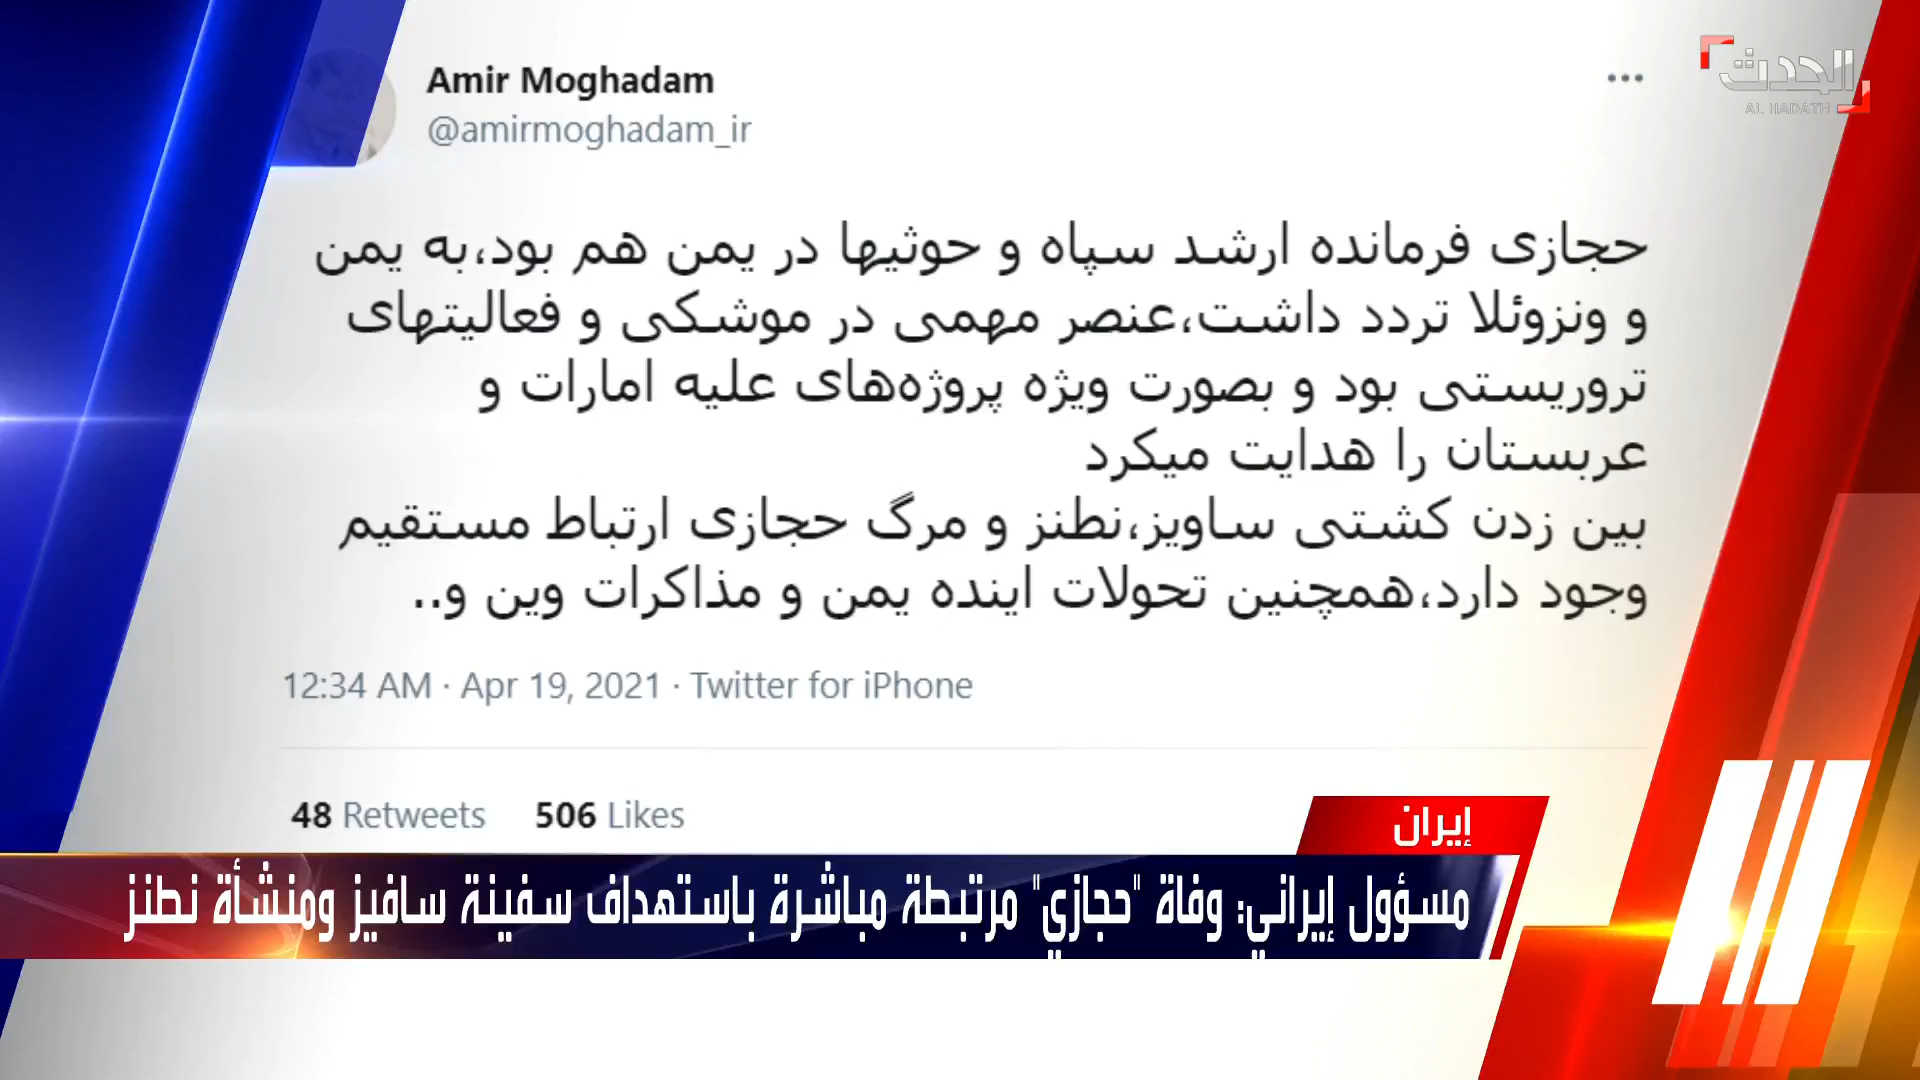 Amir Moghadam
@amirmoghadam_ir
الحدث
AL HADATH
حجازی فرمانده ارشد سپاه و حوثیها در یمن هم بود،به یمن
و ونزوئلا تردد داشت،عنصر مهمی در موشکی و فعالیتهای
تروریستی بود و بصورت ویژه پروژه‌های علیه امارات و
عربستان را هدایت میکرد
بین زدن کشتی ساویز،نطنز و مرگ حجازی ارتباط مستقیم
وجود دارد،همچنین تحولات اینده یمن و مذاکرات وین و..
12:34 AM · Apr 19, 2021 · Twitter for iPhone
48 Retweets 506 Likes
إيران
مسؤول إيراني: وفاة "حجازي" مرتبطة مباشرة باستهداف سفينة سافيز ومنشأة نطنز